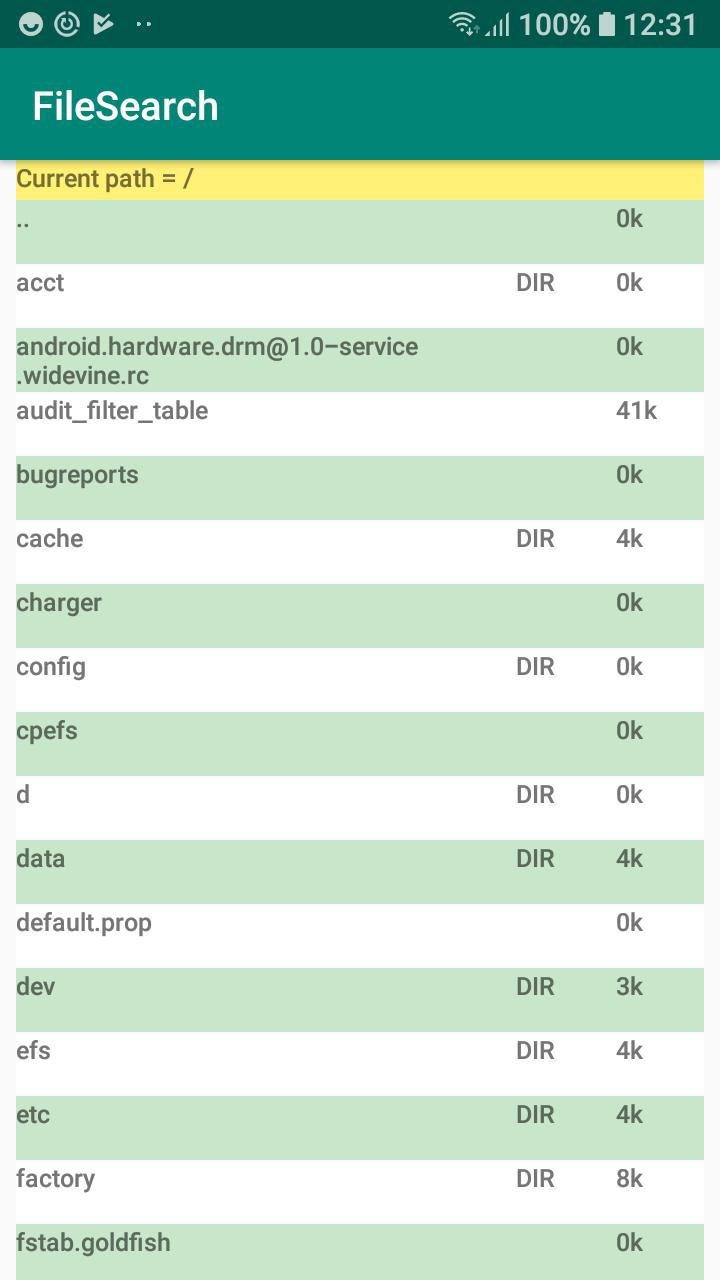 100% 12:31
FileSearch
Current path = /
.. 0k
acct DIR 0k
android.hardware.drm@1.0-service 0k
.widevine.rc
audit_filter_table 41k
bugreports 0k
cache DIR 4k
charger 0k
config DIR 0k
cpefs 0k
d DIR 0k
data DIR 4k
default.prop 0k
dev DIR 3k
efs DIR 4k
etc DIR 4k
factory DIR 8k
fstab.goldfish 0k